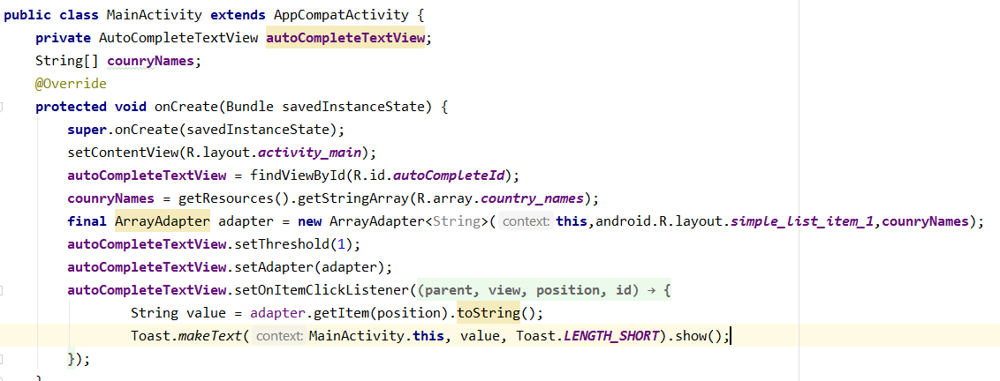 public class MainActivity extends AppCompatActivity {
private AutoCompleteTextView autoCompleteTextView;
String[] counryNames;
@Override
protected void onCreate(Bundle savedInstanceState) {
super.onCreate(savedInstanceState);
setContentView(R.layout.activity_main);
autoCompleteTextView = findViewById(R.id.autoCompleteId);
counryNames = getResources().getStringArray(R.array.country_names);
final ArrayAdapter adapter = new ArrayAdapter<String>( context: this,android.R.layout.simple_list_item_1,counryNames);
autoCompleteTextView.setThreshold(1);
autoCompleteTextView.setAdapter(adapter);
autoCompleteTextView.setOnItemClickListener((parent, view, position, id) → {
String value = adapter.getItem(position).toString();
Toast.makeText( context: MainActivity.this, value, Toast.LENGTH_SHORT).show();
});